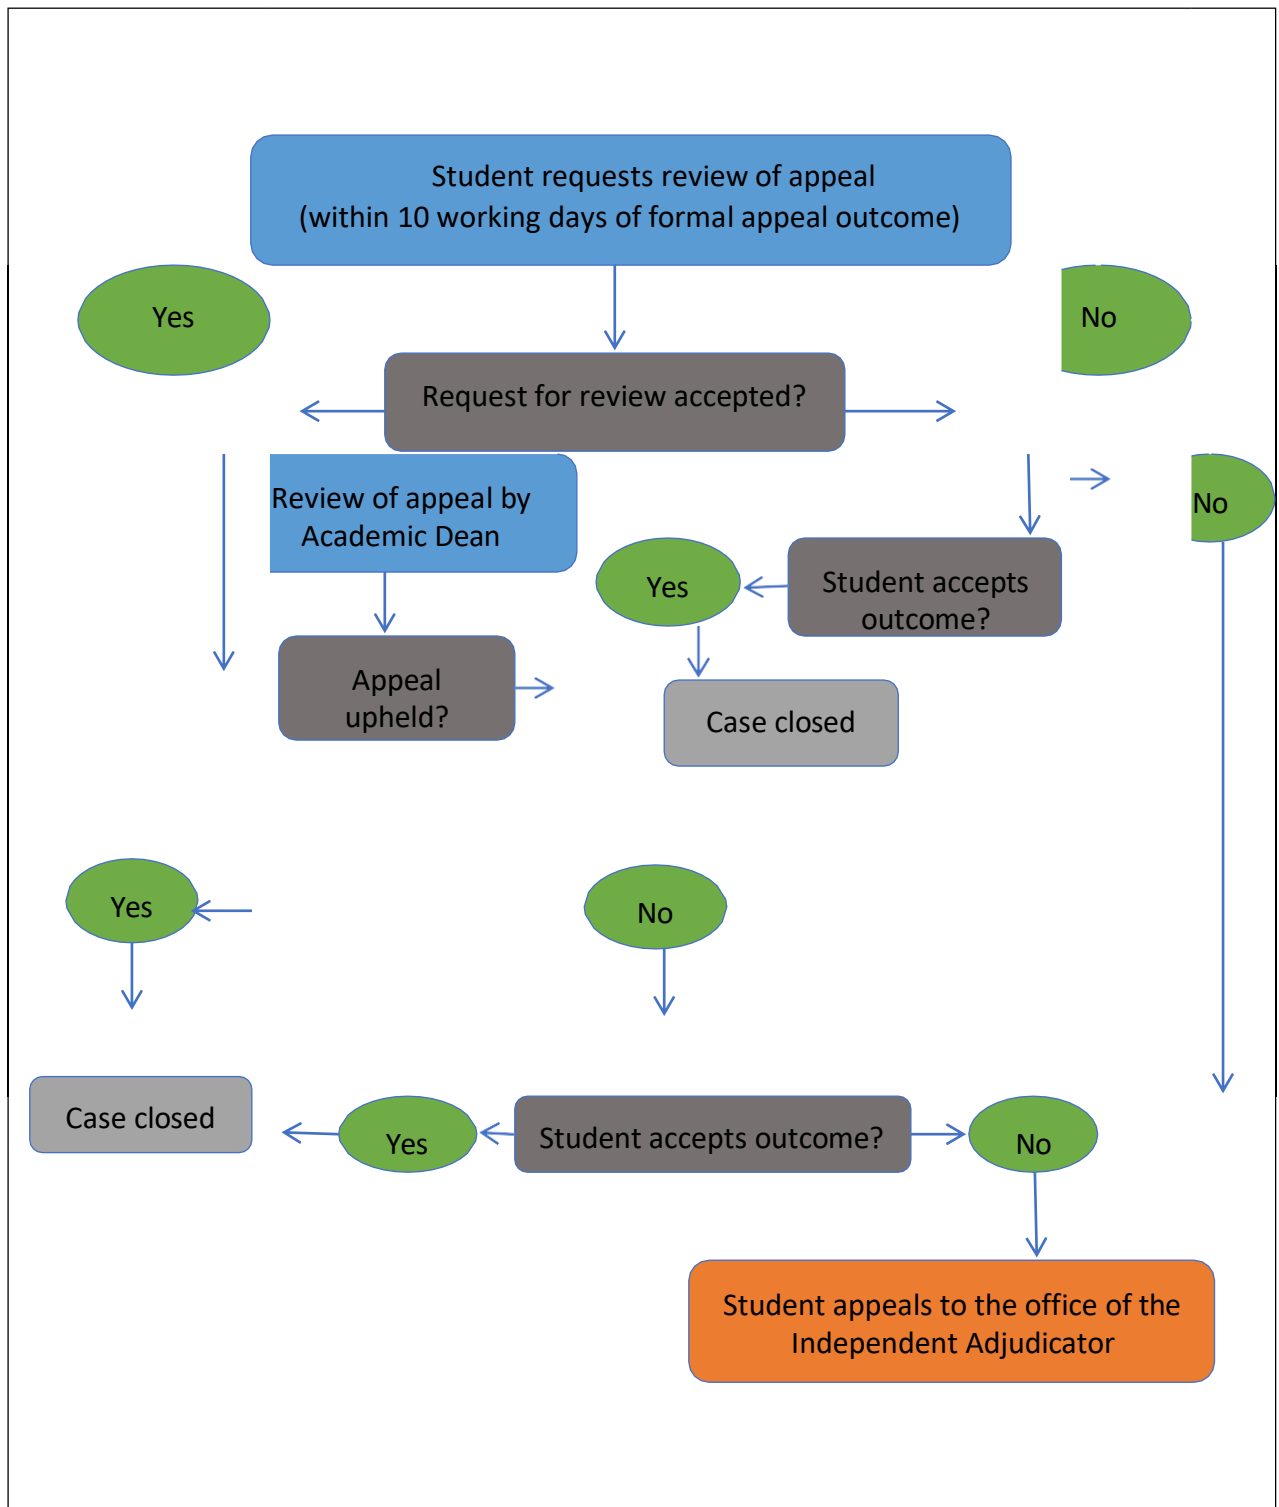 Student requests review of appeal
(within 10 working days of formal appeal outcome)
Yes
No
Request for review accepted?
Review of appeal by
Academic Dean
No
Yes
Student accepts
outcome?
Appeal
upheld?
Case closed
Yes
No
Case closed
Yes
Student accepts outcome?
No
Student appeals to the office of the
Independent Adjudicator